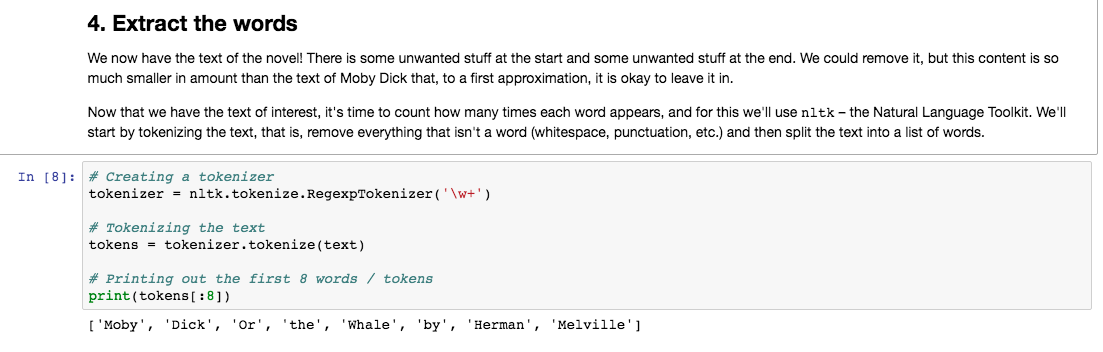 4. Extract the words
We now have the text of the novel! There is some unwanted stuff at the start and some unwanted stuff at the end. We could remove it, but this content is so
much smaller in amount than the text of Moby Dick that, to a first approximation, it is okay to leave it in.
Now that we have the text of interest, it's time to count how many times each word appears, and for this we'll use nltk – the Natural Language Toolkit. We'll
start by tokenizing the text, that is, remove everything that isn't a word (whitespace, punctuation, etc.) and then split the text into a list of words.
In [8]: # Creating a tokenizer
tokenizer = nltk.tokenize.RegexpTokenizer('\w+')
# Tokenizing the text
tokens = tokenizer.tokenize(text)
# Printing out the first 8 words / tokens
print(tokens[:8])
['Moby', 'Dick', 'Or', 'the', 'Whale', 'by', 'Herman', 'Melville']